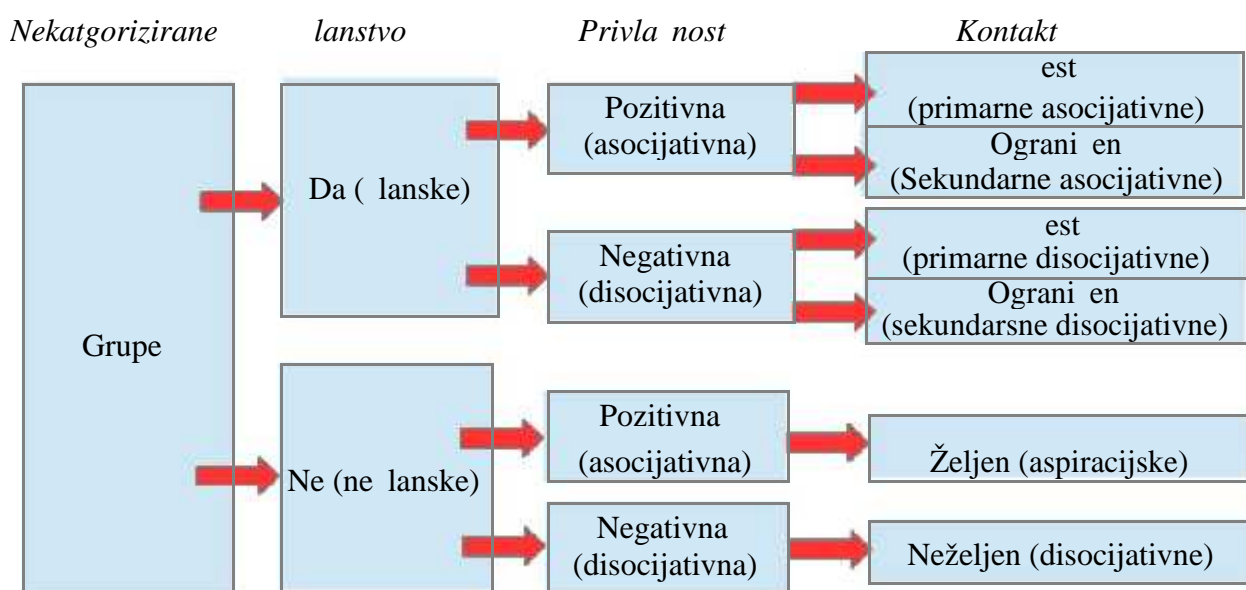 Nekatgorizirane lanstvo Privla nost Kontakt
Grupe
Da ( lanske)
Pozitivna
(asocijativna)
est
(primarne asocijativne)
Ograni en
(Sekundarne asocijativne)
Negativna
(disocijativna)
est
(primarne disocijativne)
Ograni en
(sekundarsne disocijativne)
Ne (ne lanske)
Pozitivna
(asocijativna)
Željen (aspiracijske)
Negativna
(disocijativna)
Neželjen (disocijativne)